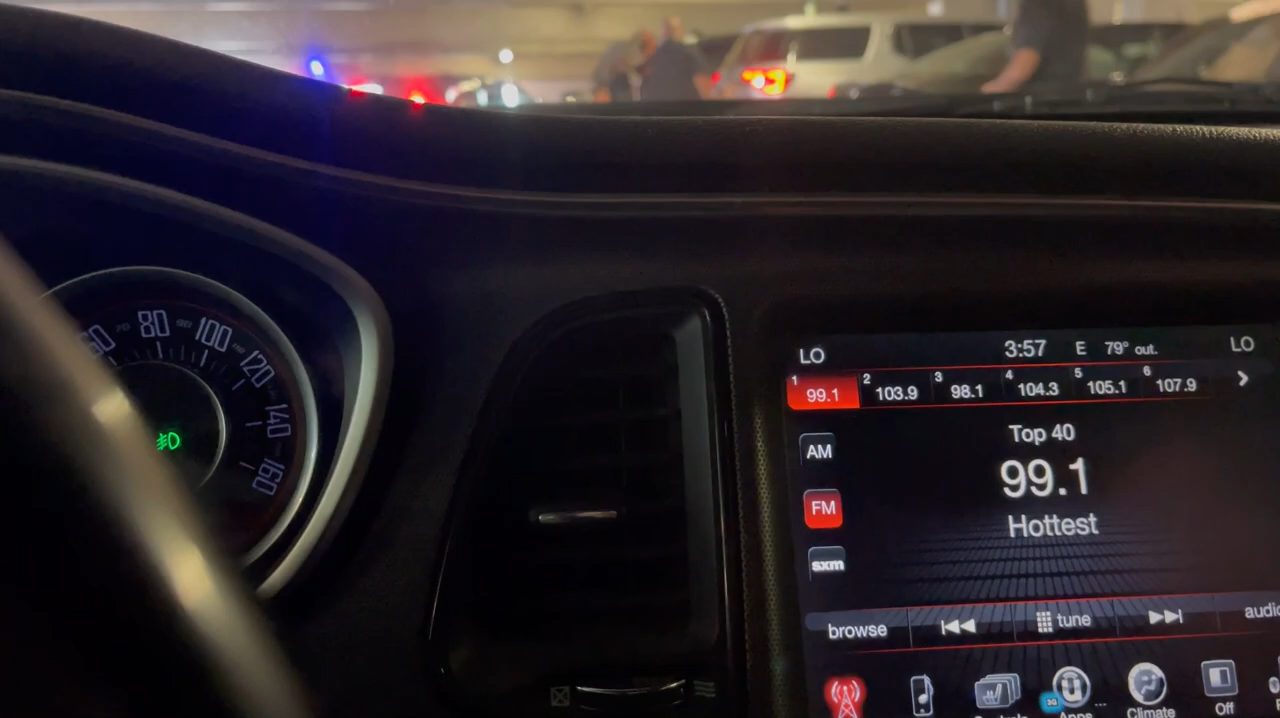 LO 3:57 E 79° out. LO
1 99.1 2 103.9 3 98.1 4 104.3 5 105.1 6 107.9
Top 40
AM
99.1
FM
Hottest
sxm
browse tune audio
3G Apps... Climate Off
60 80 100 120 140 160